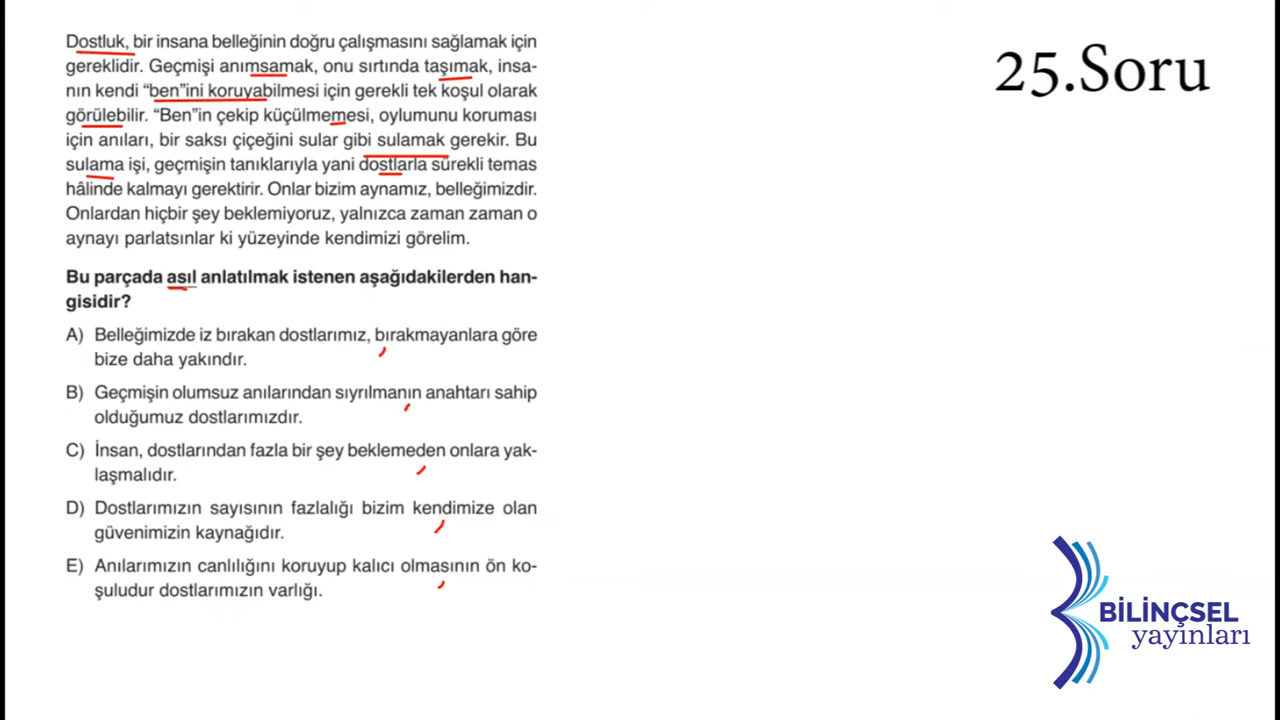 Dostluk, bir insana belleğinin doğru çalışmasını sağlamak için
gereklidir. Geçmişi anımsamak, onu sırtında taşımak, insa-
nın kendi “ben”ini koruyabilmesi için gerekli tek koşul olarak
görülebilir. “Ben”in çekip küçülmemesi, oylumunu koruması
için anıları, bir saksı çiçeğini sular gibi sulamak gerekir. Bu
sulama işi, geçmişin tanıklarıyla yani dostlarla sürekli temas
hâlinde kalmayı gerektirir. Onlar bizim aynamız, belleğimizdir.
Onlardan hiçbir şey beklemiyoruz, yalnızca zaman zaman o
aynayı parlatsınlar ki yüzeyinde kendimizi görelim.
Bu parçada asıl anlatılmak istenen aşağıdakilerden han-
gisidir?
A) Belleğimizde iz bırakan dostlarımız, bırakmayanlara göre
bize daha yakındır.
B) Geçmişin olumsuz anılarından sıyrılmanın anahtarı sahip
olduğumuz dostlarımızdır.
C) İnsan, dostlarından fazla bir şey beklemeden onlara yak-
laşmalıdır.
D) Dostlarımızın sayısının fazlalığı bizim kendimize olan
güvenimizin kaynağıdır.
E) Anılarımızın canlılığını koruyup kalıcı olmasının ön ko-
şuludur dostlarımızın varlığı.
25.Soru
BİLİNÇSEL
yayınları